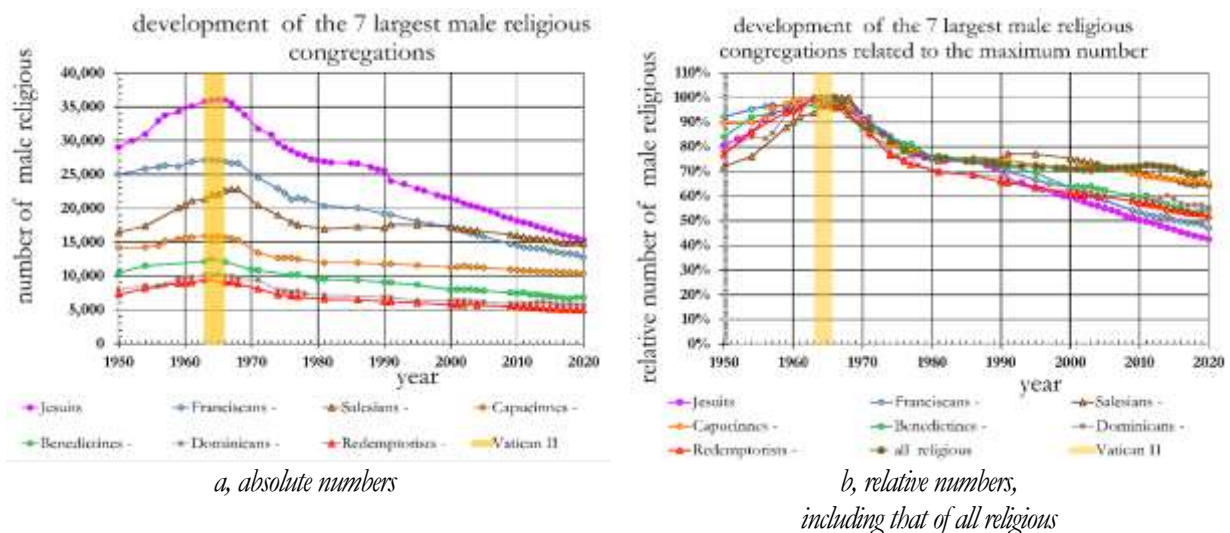 development of the 7 largest male religious
congregations
number of male religious
40,000
35,000
30,000
25,000
20,000
15,000
10,000
5,000
0
1950 1960 1970 1980 1990 2000 2010 2020
year
Jesuits Franciscans - Salesians - Capucinnes -
Benedictines - Dominicans - Redemptorises - Vatican II
a, absolute numbers
development of the 7 largest male religious
congregations related to the maximum number
relative number of male religious
110%
100%
90%
80%
70%
60%
50%
40%
30%
20%
10%
0%
1950 1960 1970 1980 1990 2000 2010 2020
year
Jesuits Franciscans - Salesians -
Capucinnes - Benedictines - Dominicans -
Redemptorists - all religious Vatican II
b, relative numbers,
including that of all religious